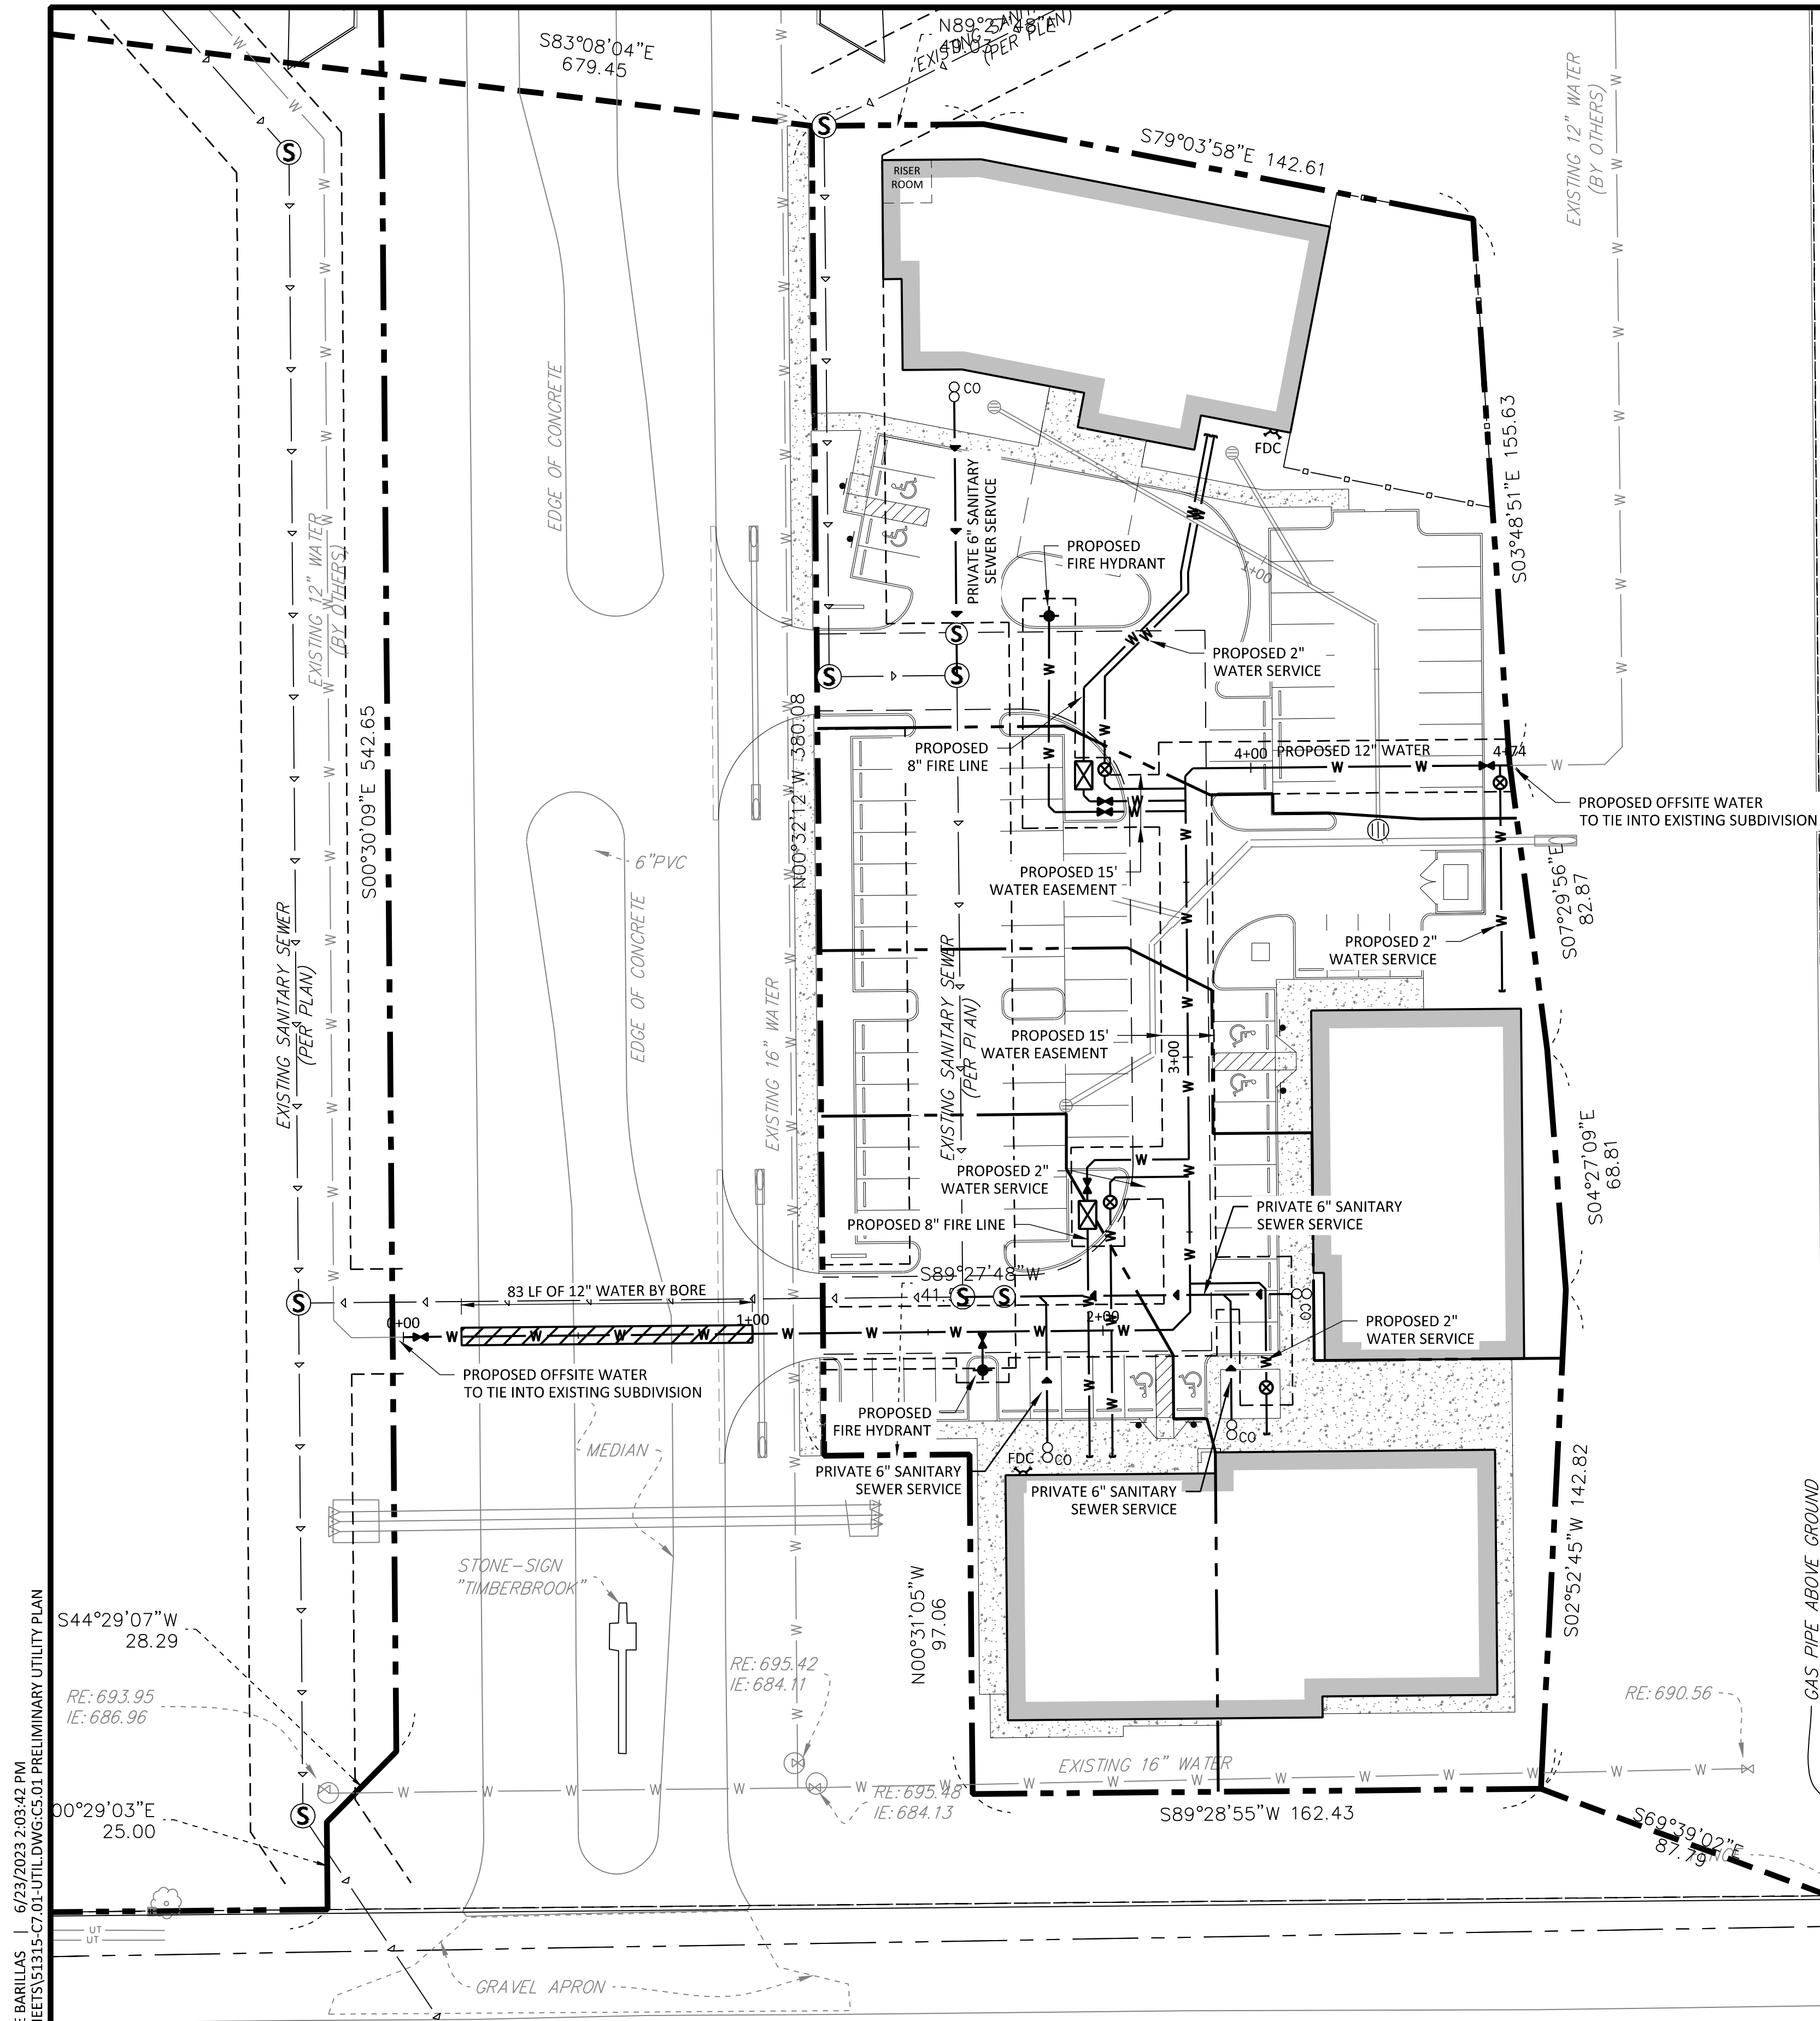 S83°08'04"E
679.45
N89°27'48"E
49.03
(PER PLAN)
S79°03'58"E 142.61
EXISTING 12" WATER
(BY OTHERS)
RISER
ROOM
CO
FDC
EDGE OF CONCRETE
PRIVATE 6" SANITARY
SEWER SERVICE
S03°48'51"E 155.63
PROPOSED
FIRE HYDRANT
1+00
EXISTING 12" WATER
(BY OTHERS)
PROPOSED 2"
WATER SERVICE
S00°30'09"E 542.65
N00°32'12"W 380.08
PROPOSED
8" FIRE LINE
4+00
PROPOSED 12" WATER
4+74
PROPOSED OFFSITE WATER
TO TIE INTO EXISTING SUBDIVISION
6"PVC
PROPOSED 15'
WATER EASEMENT
S07°29'56"E
82.87
EXISTING SANITARY SEWER
(PER PLAN)
EDGE OF CONCRETE
EXISTING 16" WATER
EXISTING SANITARY SEWER
(PER PLAN)
PROPOSED 2"
WATER SERVICE
PROPOSED 15'
WATER EASEMENT
3+00
S04°27'09"E
68.81
PROPOSED 2"
WATER SERVICE
PROPOSED 8" FIRE LINE
PRIVATE 6" SANITARY
SEWER SERVICE
S89°27'48"W
83 LF OF 12" WATER BY BORE
0+00
1+00
2+00
CO
PROPOSED 2"
WATER SERVICE
PROPOSED OFFSITE WATER
TO TIE INTO EXISTING SUBDIVISION
PROPOSED
FIRE HYDRANT
MEDIAN
FDC
CO
CO
PRIVATE 6" SANITARY
SEWER SERVICE
PRIVATE 6" SANITARY
SEWER SERVICE
S02°52'45"W 142.82
GAS PIPE ABOVE GROUND
STONE-SIGN
"TIMBERBROOK"
N00°31'05"W
97.06
S44°29'07"W
28.29
RE: 695.42
IE: 684.11
RE: 693.95
IE: 686.96
RE: 690.56
EXISTING 16" WATER
RE: 695.48
IE: 684.13
00°29'03"E
25.00
S89°28'55"W 162.43
S69°39'02"E
87.79
UT
UT
GRAVEL APRON
E BARILLAS | 6/23/2023 2:03:42 PM
HEETS\51315-C7.01-UTIL.DWG:C5.01 PRELIMINARY UTILITY PLAN